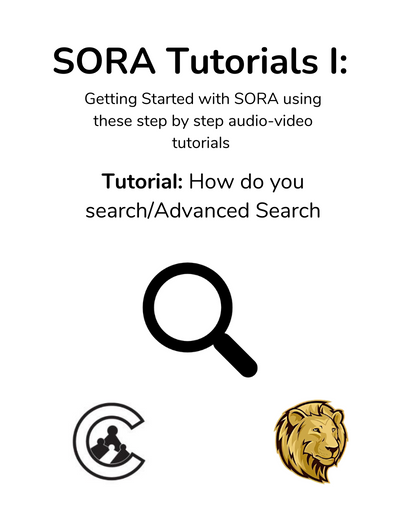 SORA Tutorials I:
Getting Started with SORA using
these step by step audio-video
tutorials
Tutorial: How do you
search/Advanced Search